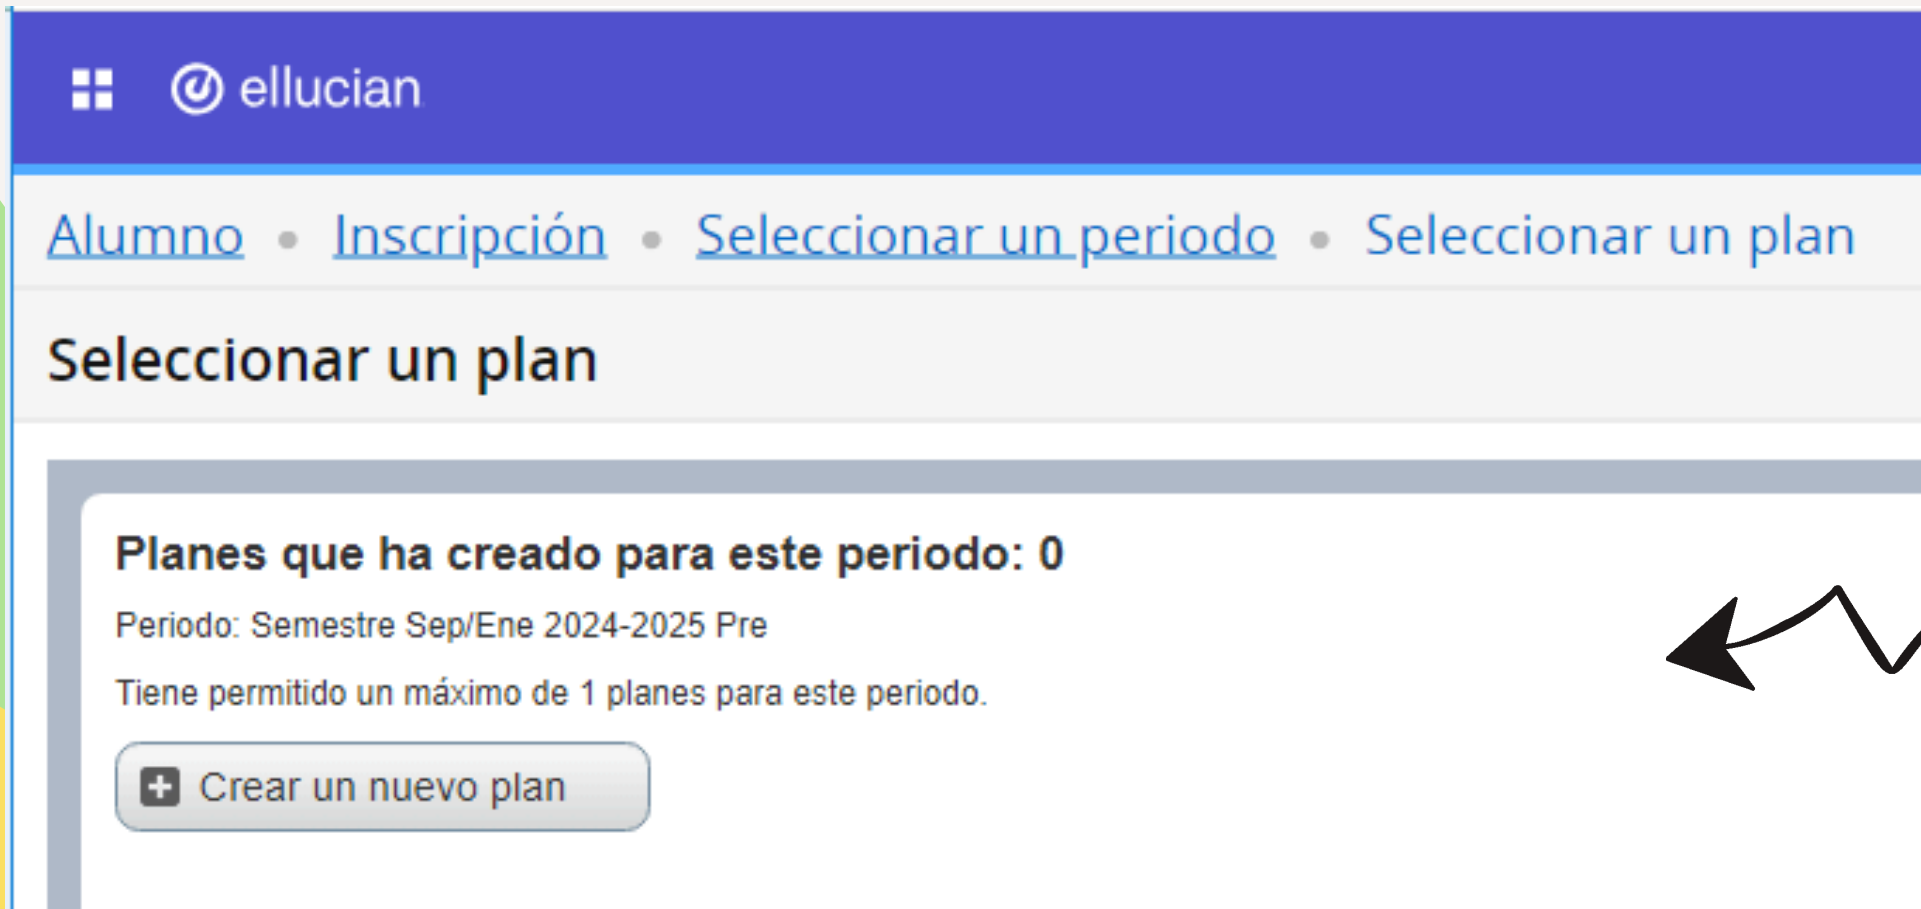 ellucian
Alumno • Inscripción • Seleccionar un periodo • Seleccionar un plan
Seleccionar un plan
Planes que ha creado para este periodo: 0
Periodo: Semestre Sep/Ene 2024-2025 Pre
Tiene permitido un máximo de 1 planes para este periodo.
Crear un nuevo plan